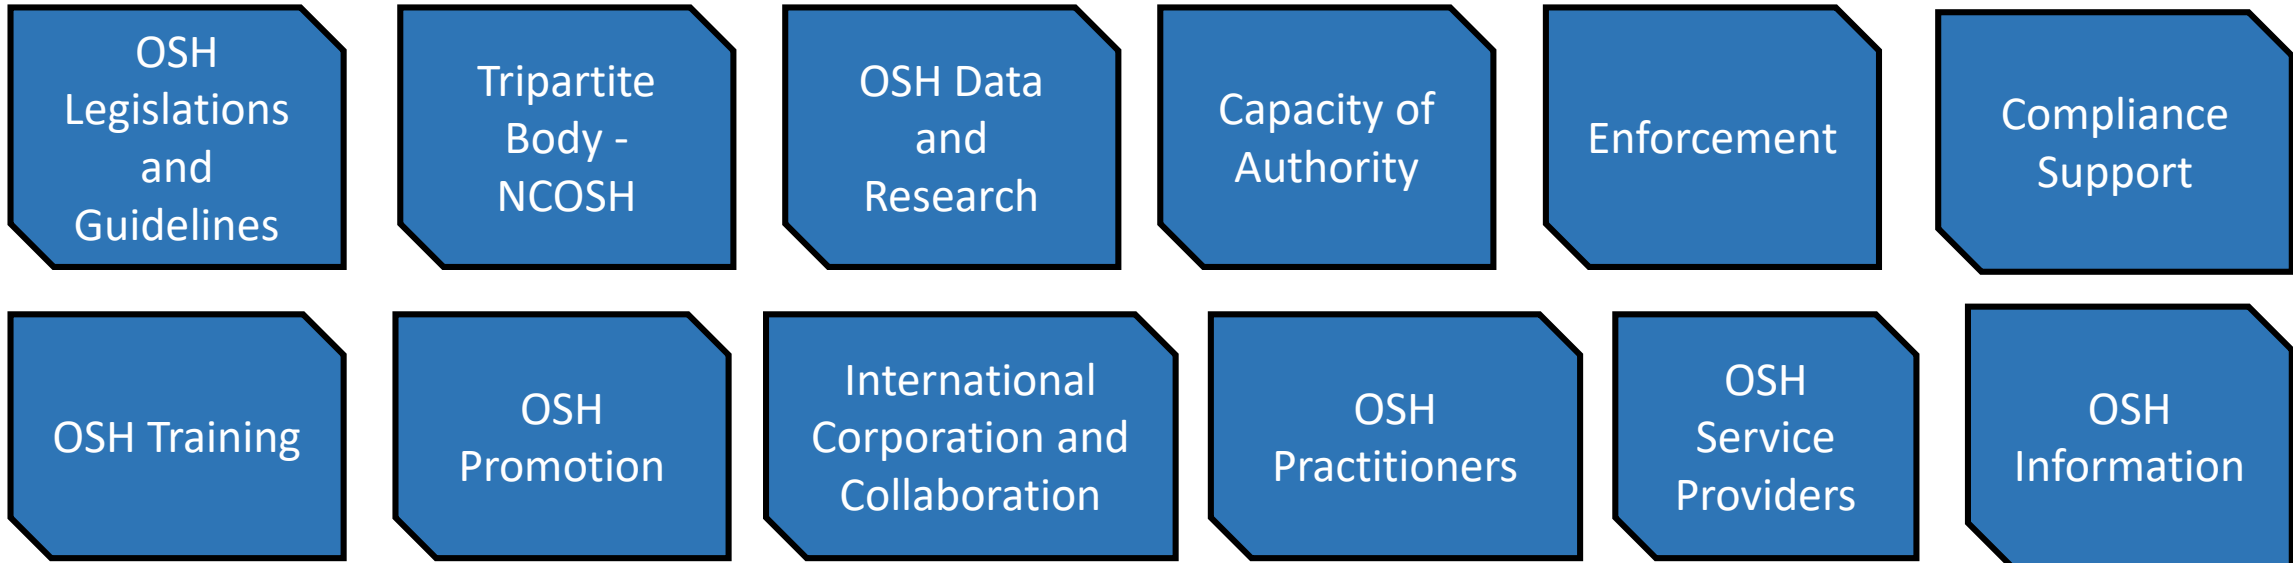 OSH
Legislations
and
Guidelines
Tripartite
Body -
NCOSH
OSH Data
and
Research
Capacity of
Authority
Enforcement
Compliance
Support
OSH Training
OSH
Promotion
International
Corporation and
Collaboration
OSH
Practitioners
OSH
Service
Providers
OSH
Information